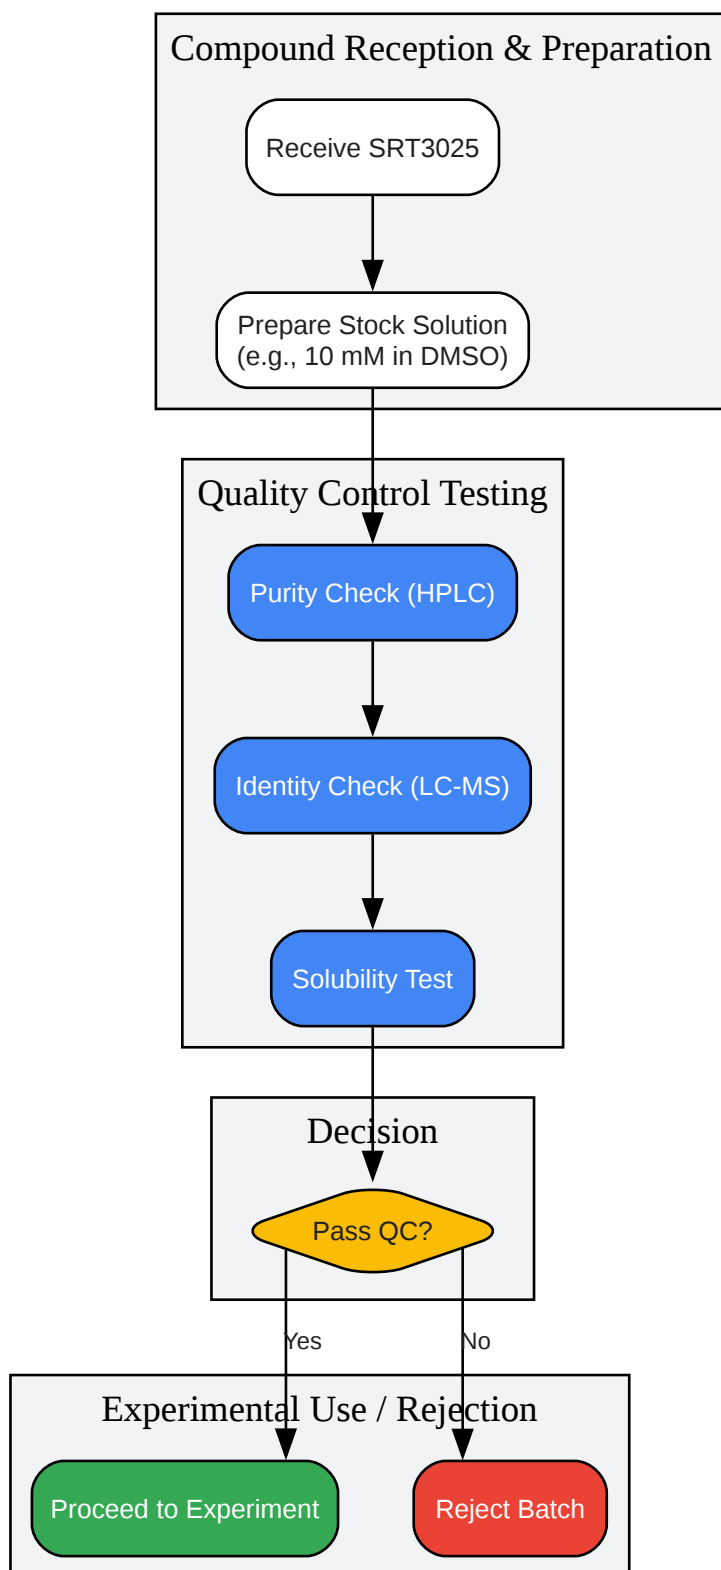 Compound Reception & Preparation
Receive SRT3025
Prepare Stock Solution
(e.g., 10 mM in DMSO)
Quality Control Testing
Purity Check (HPLC)
Identity Check (LC-MS)
Solubility Test
Decision
Pass QC?
Yes
No
Experimental Use / Rejection
Proceed to Experiment
Reject Batch